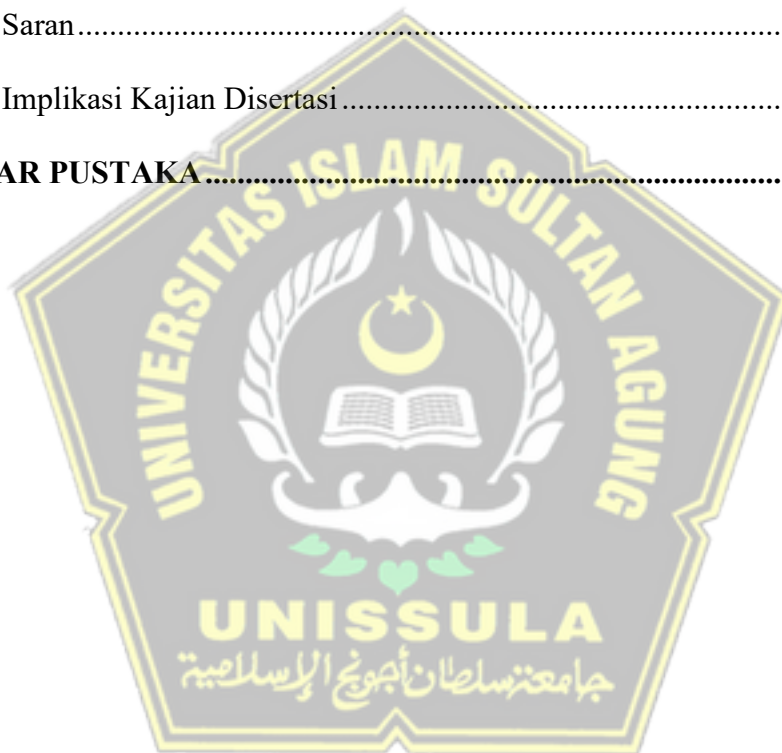 Saran................................................................................................
Implikasi Kajian Disertasi.......................................................
AR PUSTAKA........................................................................
UNIVERSITAS ISLAM SULTAN AGUNG
UNISSULA
جامعة سلطان أجونج الإسلامية